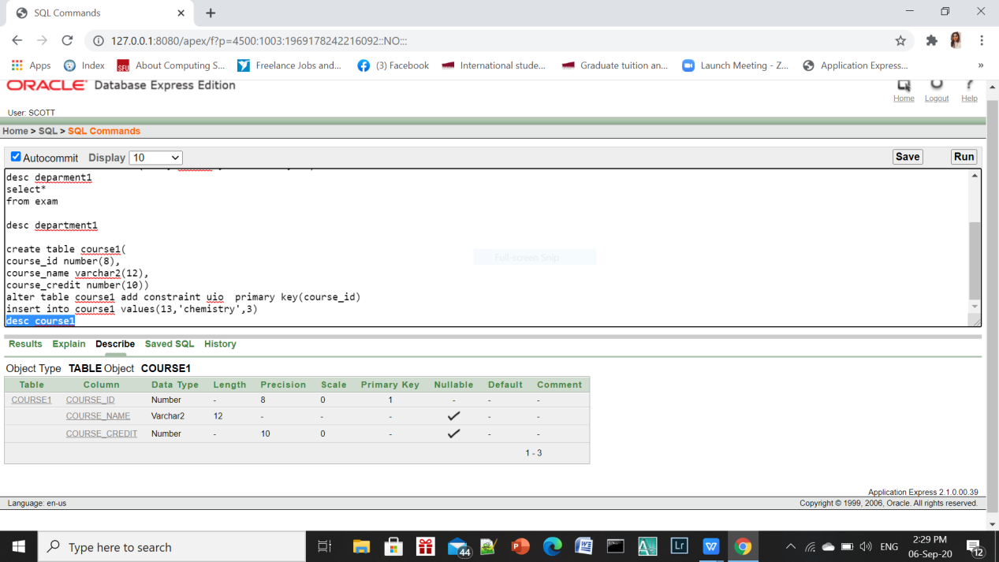 SQL Commands
127.0.0.1:8080/apex/f?p=4500:1003:1969178242216092::NO:::
Apps Index SFU About Computing S... Freelance Jobs and... (3) Facebook International stude... Graduate tuition an... Launch Meeting - Z... Application Express... »
ORACLE Database Express Edition
Home Logout Help
User: SCOTT
Home > SQL > SQL Commands
Autocommit Display 10 Save Run
desc deparment1
select*
from exam
desc department1
create table course1(
course_id number(8),
course_name varchar2(12),
course_credit number(10))
alter table course1 add constraint uio  primary key(course_id)
insert into course1 values(13,'chemistry',3)
desc course1
Full-screen Snip
Results Explain Describe Saved SQL History
Object Type TABLE Object COURSE1
Table Column Data Type Length Precision Scale Primary Key Nullable Default Comment
COURSE1 COURSE_ID Number - 8 0 1 - - -
COURSE_NAME Varchar2 12 - - - ✓ - -
COURSE_CREDIT Number - 10 0 - ✓ - -
1 - 3
Application Express 2.1.0.00.39
Language: en-us Copyright © 1999, 2006, Oracle. All rights reserved.
Type here to search 44 Lr W ENG 2:29 PM 12
06-Sep-20